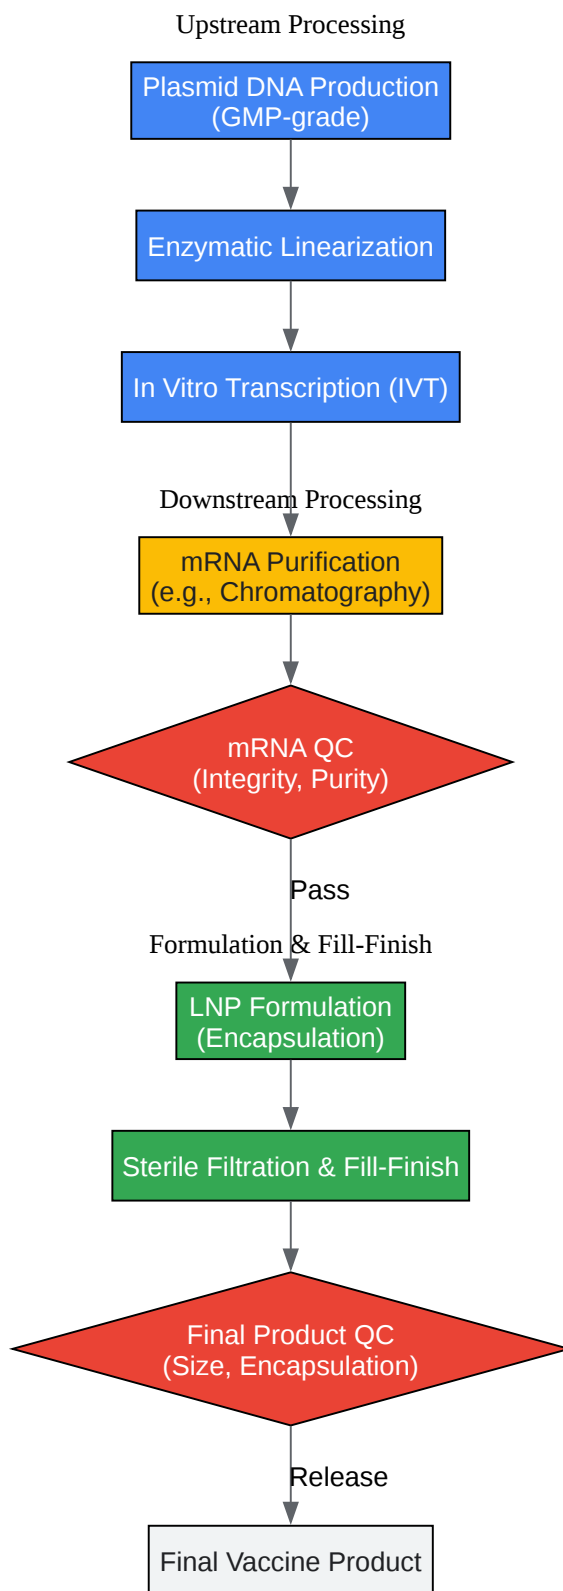 Upstream Processing
Plasmid DNA Production
(GMP-grade)
Enzymatic Linearization
In Vitro Transcription (IVT)
Downstream Processing
mRNA Purification
(e.g., Chromatography)
mRNA QC
(Integrity, Purity)
Pass
Formulation & Fill-Finish
LNP Formulation
(Encapsulation)
Sterile Filtration & Fill-Finish
Final Product QC
(Size, Encapsulation)
Release
Final Vaccine Product